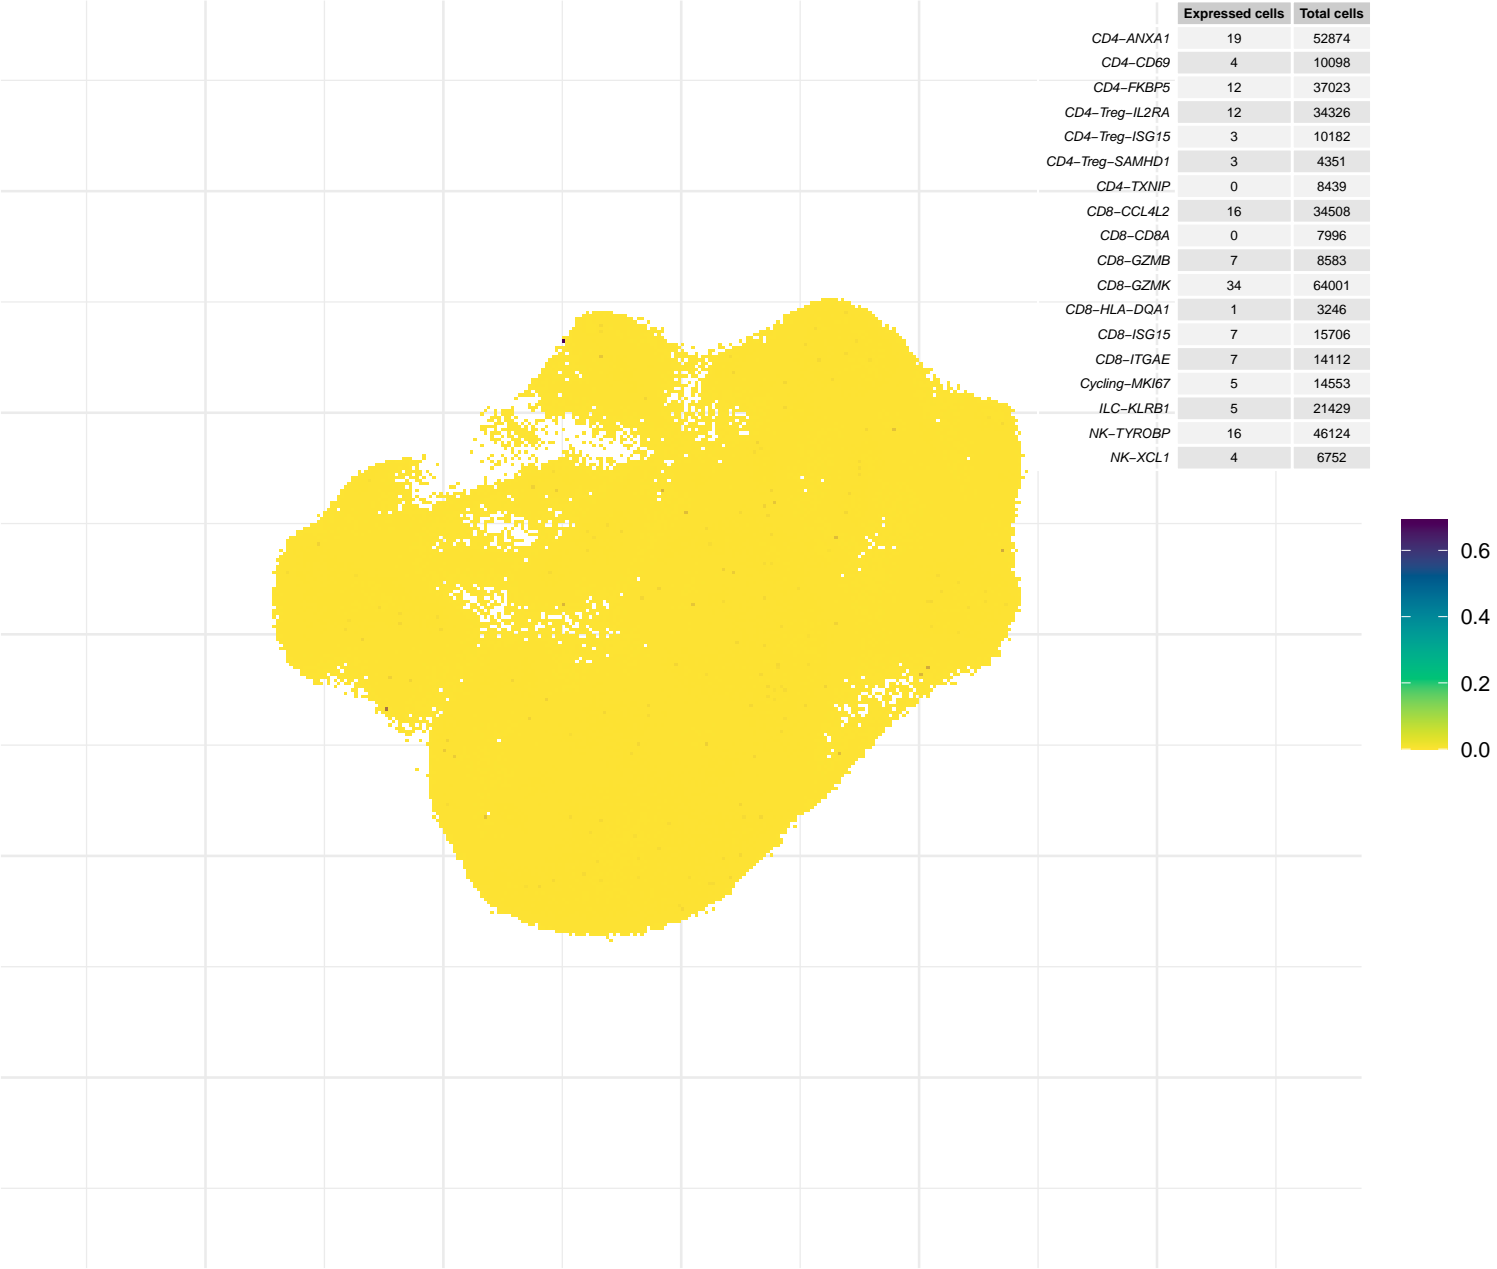 Expressed cells Total cells
CD4−ANXA1 19 52874
CD4−CD69 4 10098
CD4−FKBP5 12 37023
CD4−Treg−IL2RA 12 34326
CD4−Treg−ISG15 3 10182
CD4−Treg−SAMHD1 3 4351
CD4−TXNIP 0 8439
CD8−CCL4L2 16 34508
CD8−CD8A 0 7996
CD8−GZMB 7 8583
CD8−GZMK 34 64001
CD8−HLA−DQA1 1 3246
CD8−ISG15 7 15706
CD8−ITGAE 7 14112
Cycling−MKI67 5 14553
ILC−KLRB1 5 21429
NK−TYROBP 16 46124
NK−XCL1 4 6752
0.6
0.4
0.2
0.0